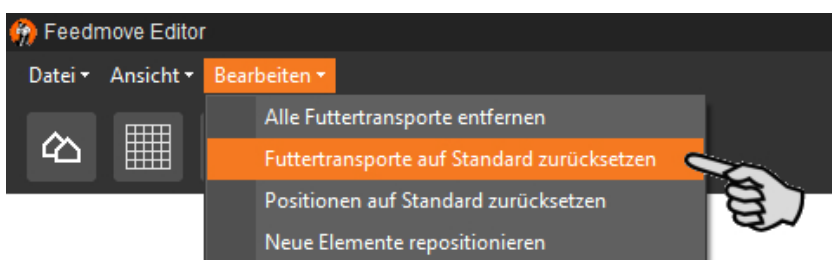 Feedmove Editor
Datei Ansicht Bearbeiten
Alle Futtertransporte entfernen
Futtertransporte auf Standard zurücksetzen
Positionen auf Standard zurücksetzen
Neue Elemente repositionieren